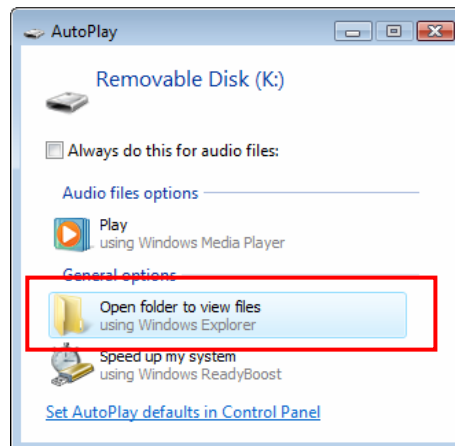 AutoPlay
Removable Disk (K:)
Always do this for audio files:
Audio files options
Play
using Windows Media Player
General options
Open folder to view files
using Windows Explorer
Speed up my system
using Windows ReadyBoost
Set AutoPlay defaults in Control Panel